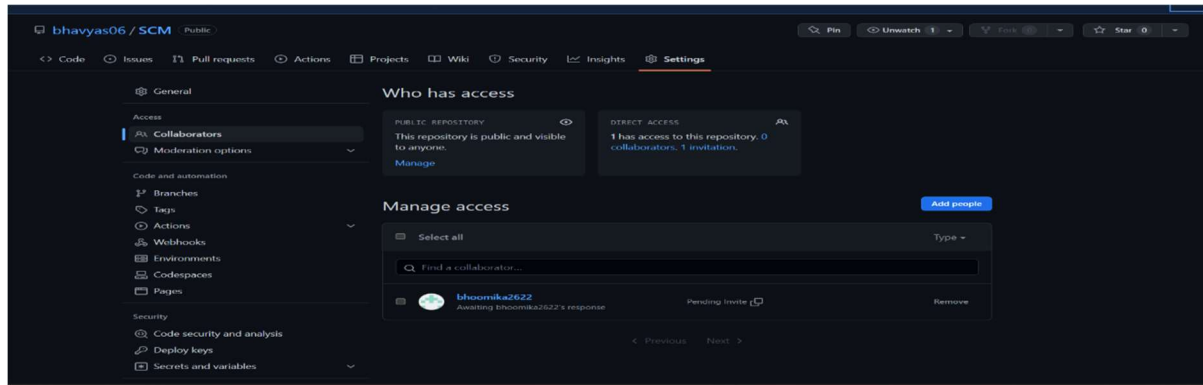 bhavyas06 / SCM Public
Pin
Unwatch 1
Fork 0
Star 0
Code
Issues
Pull requests
Actions
Projects
Wiki
Security
Insights
Settings
General
Access
Collaborators
Moderation options
Code and automation
Branches
Tags
Actions
Webhooks
Environments
Codespaces
Pages
Security
Code security and analysis
Deploy keys
Secrets and variables
Who has access
PUBLIC REPOSITORY
This repository is public and visible
to anyone.
Manage
DIRECT ACCESS
1 has access to this repository. 0
collaborators. 1 invitation.
Manage access
Add people
Select all
Type
Find a collaborator...
bhoomika2622
Awaiting bhoomika2622's response
Pending Invite
Remove
< Previous
Next >